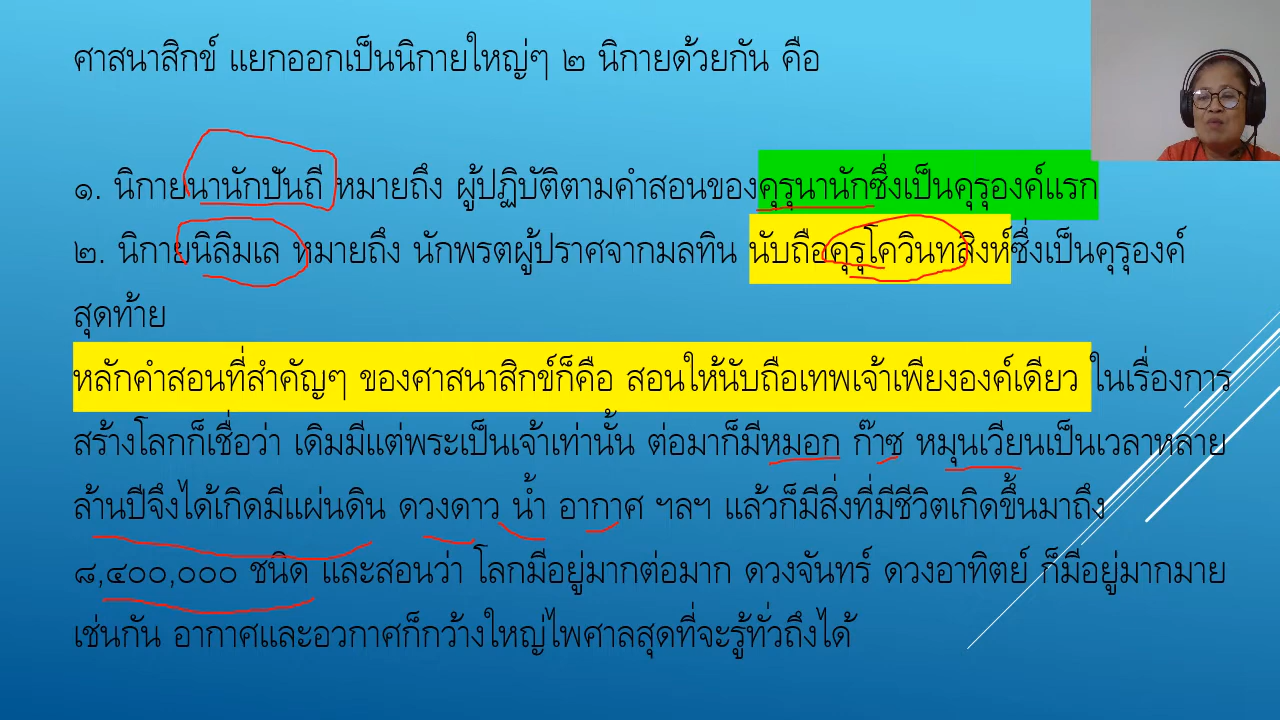 ศาสนาสิกข์ แยกออกเป็นนิกายใหญ่ๆ ๒ นิกายด้วยกัน คือ
๑. นิกายนานักปันถี หมายถึง ผู้ปฏิบัติตามคำสอนของคุรุนานักซึ่งเป็นคุรุองค์แรก
๒. นิกายนิลิมเล หมายถึง นักพรตผู้ปราศจากมลทิน นับถือคุรุโควินทสิงห์ซึ่งเป็นคุรุองค์
สุดท้าย
หลักคำสอนที่สำคัญๆ ของศาสนาสิกข์ก็คือ สอนให้นับถือเทพเจ้าเพียงองค์เดียว ในเรื่องการ
สร้างโลกก็เชื่อว่า เดิมมีแต่พระเป็นเจ้าเท่านั้น ต่อมาก็มีหมอก ก๊าซ หมุนเวียนเป็นเวลาหลาย
ล้านปีจึงได้เกิดมีแผ่นดิน ดวงดาว น้ำ อากาศ ฯลฯ แล้วก็มีสิ่งที่มีชีวิตเกิดขึ้นมาถึง
๘,๔๐๐,๐๐๐ ชนิด และสอนว่า โลกมีอยู่มากต่อมาก ดวงจันทร์ ดวงอาทิตย์ ก็มีอยู่มากมาย
เช่นกัน อากาศและอวกาศก็กว้างใหญ่ไพศาลสุดที่จะรู้ทั่วถึงได้